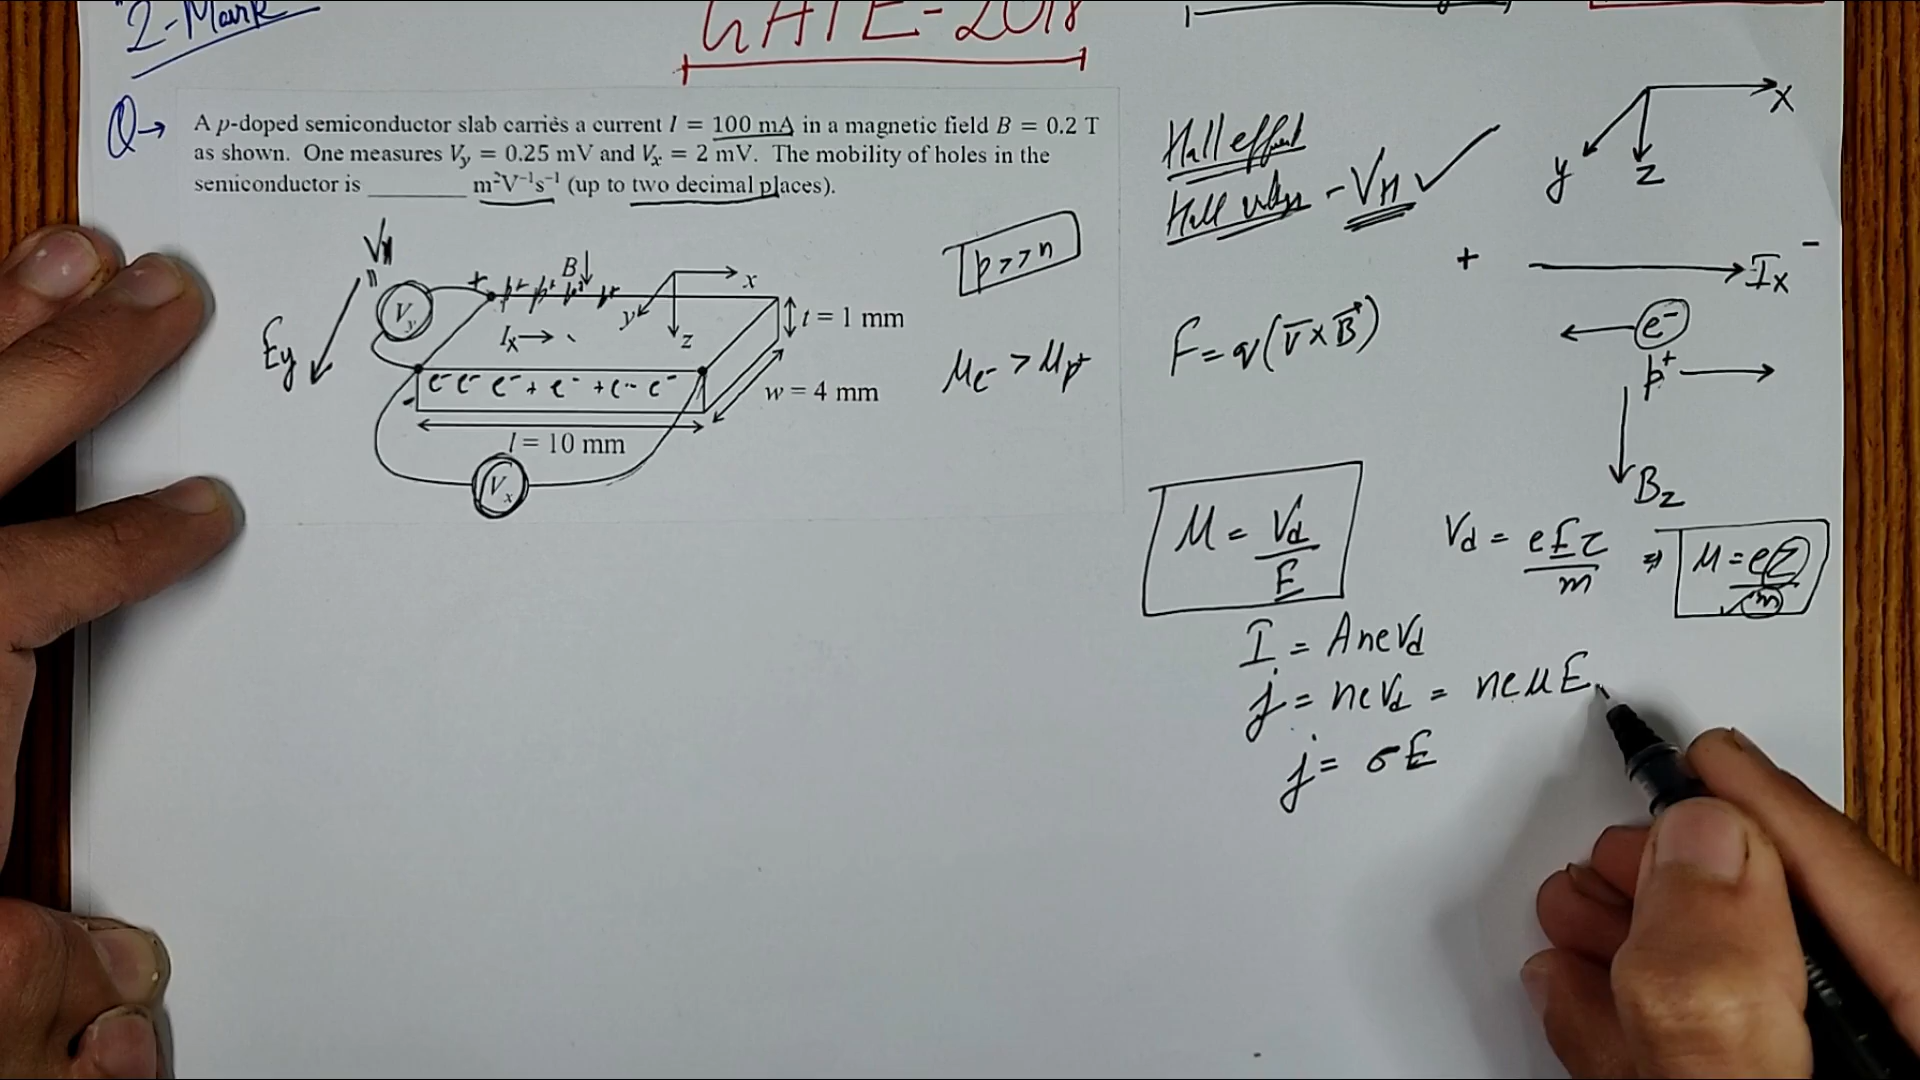 2-Mark
GATE-2018
Q→ A p-doped semiconductor slab carries a current I = 100 mA in a magnetic field B = 0.2 T
as shown. One measures Vy = 0.25 mV and Vx = 2 mV. The mobility of holes in the
semiconductor is ________ m²V⁻¹s⁻¹ (up to two decimal places).
VH
"
Vy
Ey
+ p+ p+ p+ p+
B↓
x
y
z
Ix→
t = 1 mm
w = 4 mm
e- e- e- + e- + e- e-
-
l = 10 mm
Vx
p>>n
μe- > μp+
Hall effect
Hall voltage - VH ✓
x
y
z
+ → Ix -
e-
p+ →
Bz
F = q(v × B)
μ = Vd/E
Vd = eEτ/m ⇒ μ = eτ/m
I = AneVd
j = neVd = neμE
j = σE